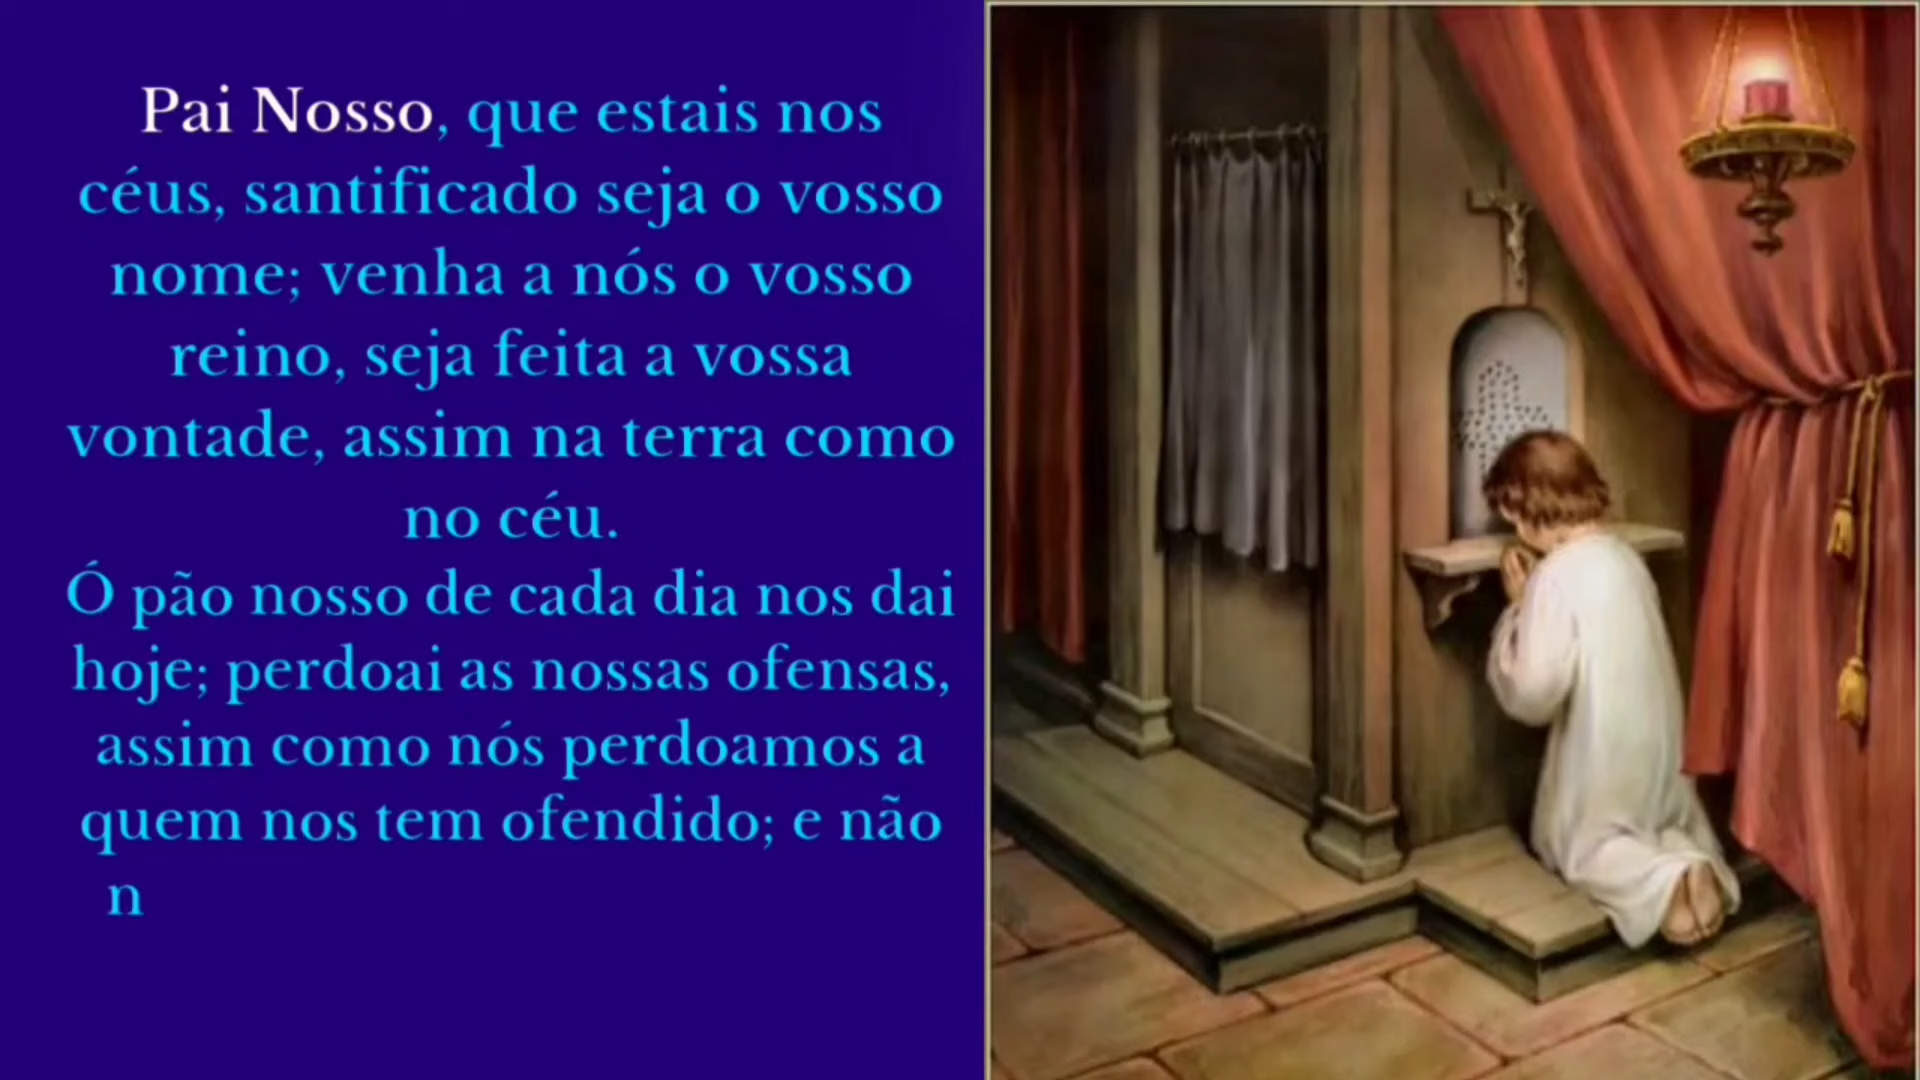 Pai Nosso, que estais nos
céus, santificado seja o vosso
nome; venha a nós o vosso
reino, seja feita a vossa
vontade, assim na terra como
no céu.
Ó pão nosso de cada dia nos dai
hoje; perdoai as nossas ofensas,
assim como nós perdoamos a
quem nos tem ofendido; e não
n